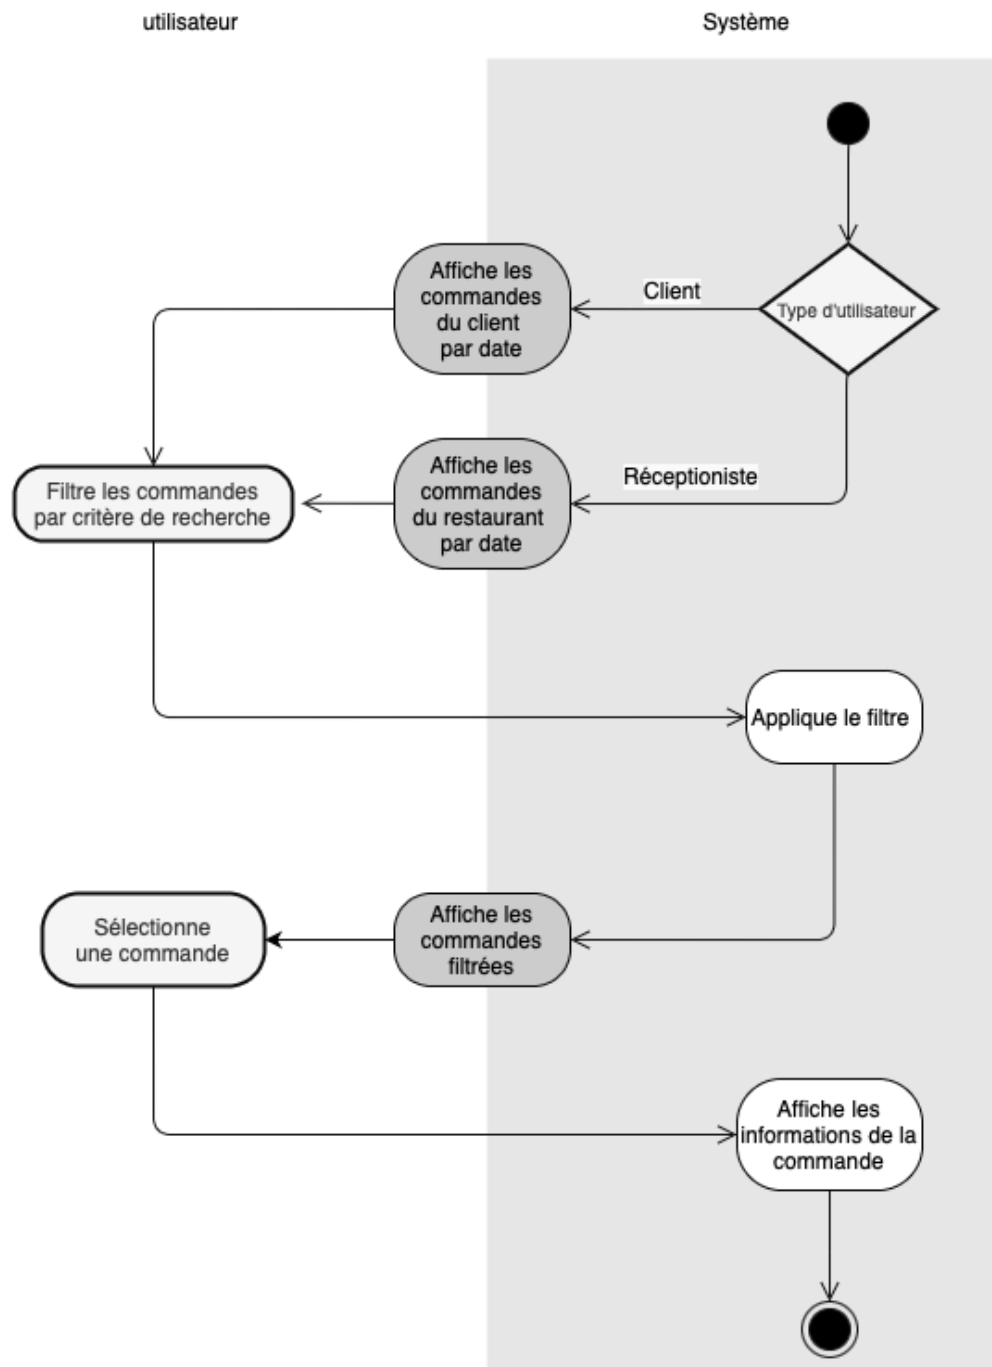 utilisateur
Système
Type d'utilisateur
Client
Affiche les
commandes
du client
par date
Réceptioniste
Affiche les
commandes
du restaurant
par date
Filtre les commandes
par critère de recherche
Applique le filtre
Affiche les
commandes
filtrées
Sélectionne
une commande
Affiche les
informations de la
commande